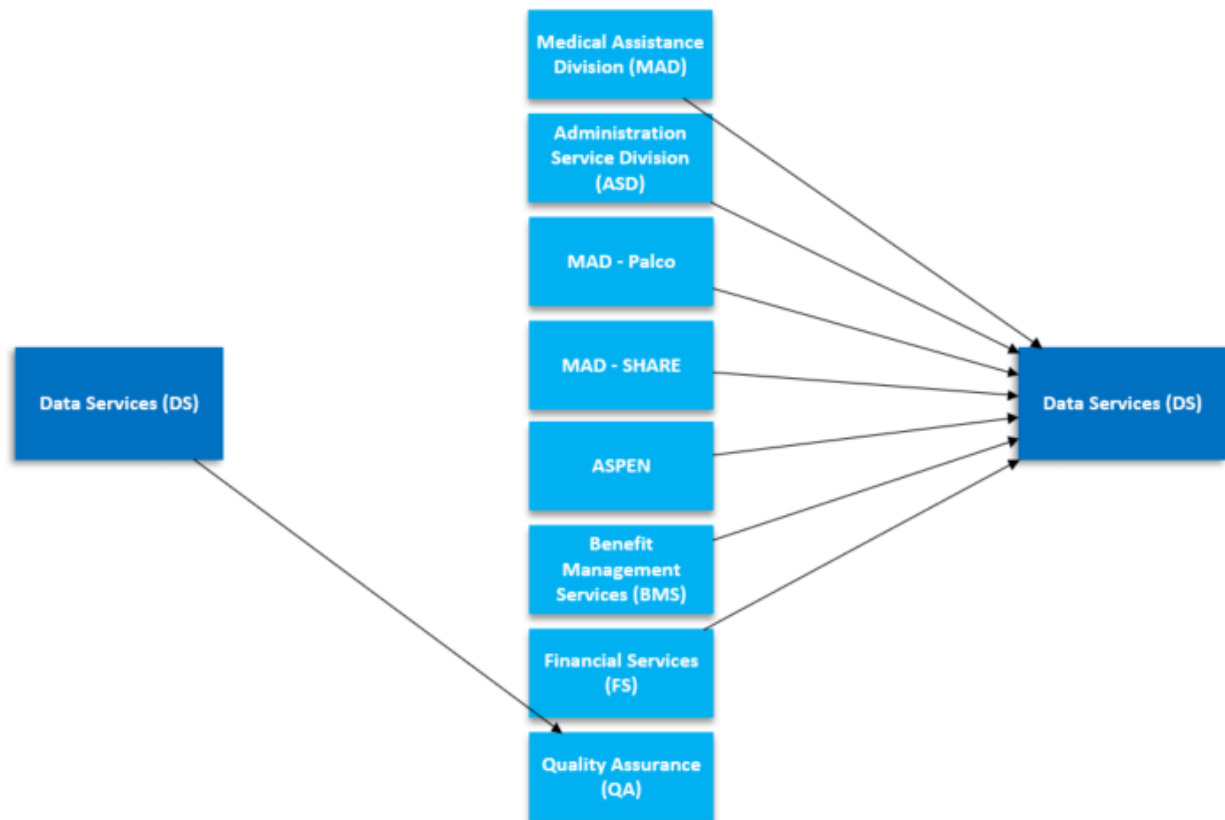 Medical Assistance
Division (MAD)
Administration
Service Division
(ASD)
MAD - Palco
MAD - SHARE
Data Services (DS)
Data Services (DS)
ASPEN
Benefit
Management
Services (BMS)
Financial Services
(FS)
Quality Assurance
(QA)